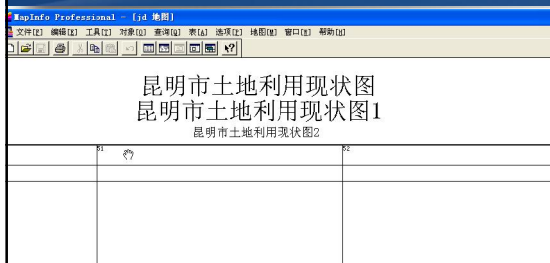 MapInfo Professional - [jd 地图]
文件[F] 编辑[E] 工具[T] 对象[O] 查询[Q] 表[A] 选项[P] 地图[M] 窗口[W] 帮助[H]
昆明市土地利用现状图
昆明市土地利用现状图1
昆明市土地利用现状图2
51 52